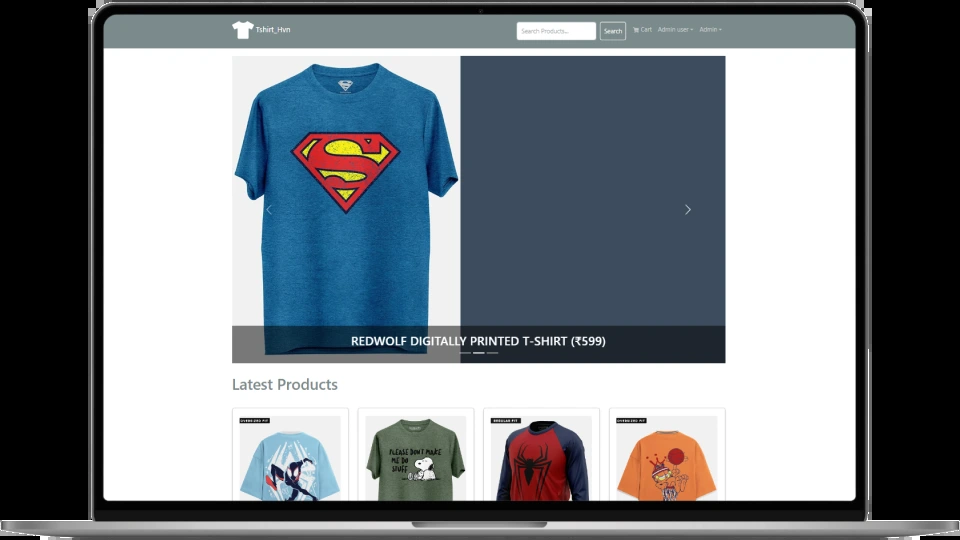 Tshirt_Hvn
Search Products...
Search
Cart
Admin user
Admin
REDWOLF DIGITALLY PRINTED T-SHIRT (₹599)
Latest Products
OVERSIZED FIT
REGULAR FIT
OVERSIZED FIT
PLEASE DON'T MAKE
ME DO
STUFF